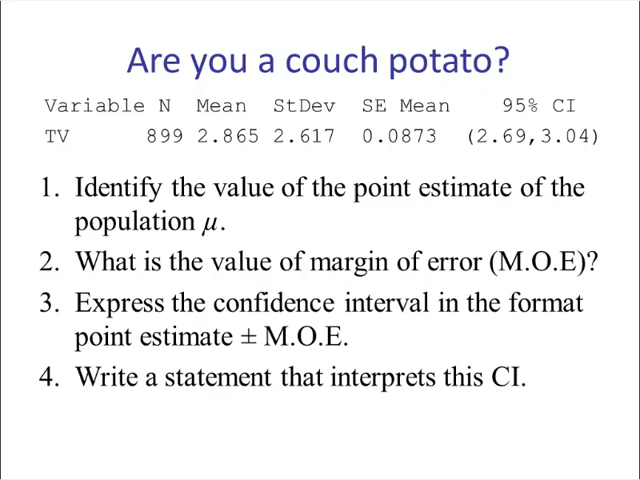 Are you a couch potato?
Variable N Mean StDev SE Mean 95% CI
TV 899 2.865 2.617 0.0873 (2.69,3.04)
1. Identify the value of the point estimate of the
population μ.
2. What is the value of margin of error (M.O.E)?
3. Express the confidence interval in the format
point estimate ± M.O.E.
4. Write a statement that interprets this CI.